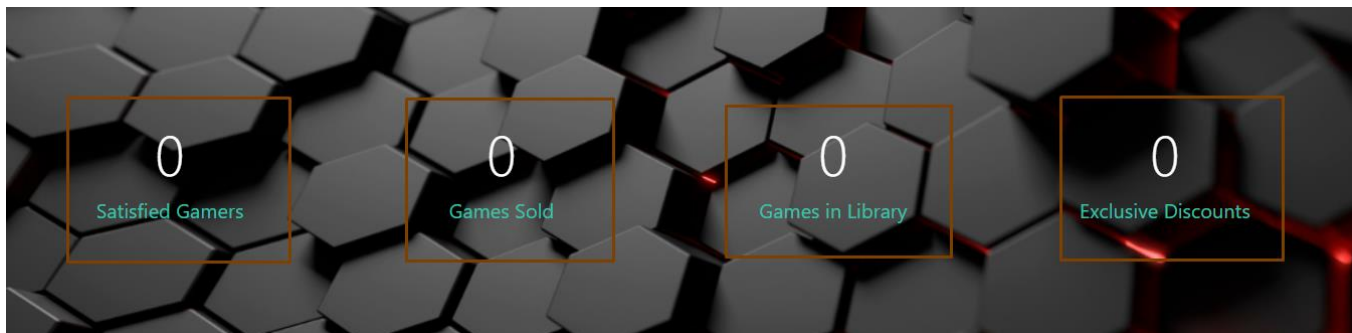 0
Satisfied Gamers
0
Games Sold
0
Games in Library
0
Exclusive Discounts